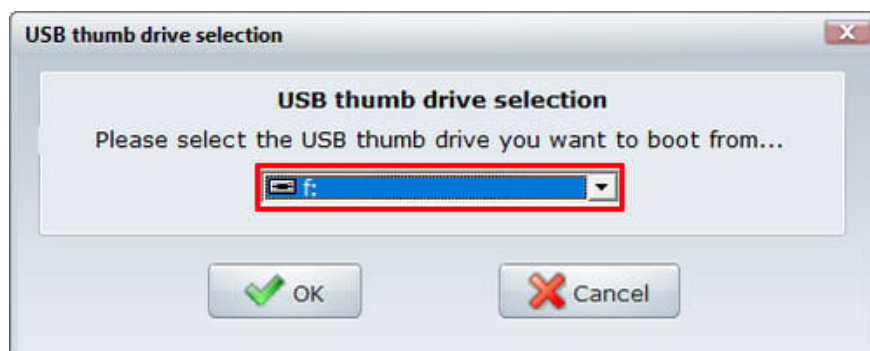 USB thumb drive selection
USB thumb drive selection
Please select the USB thumb drive you want to boot from...
f:
OK
Cancel